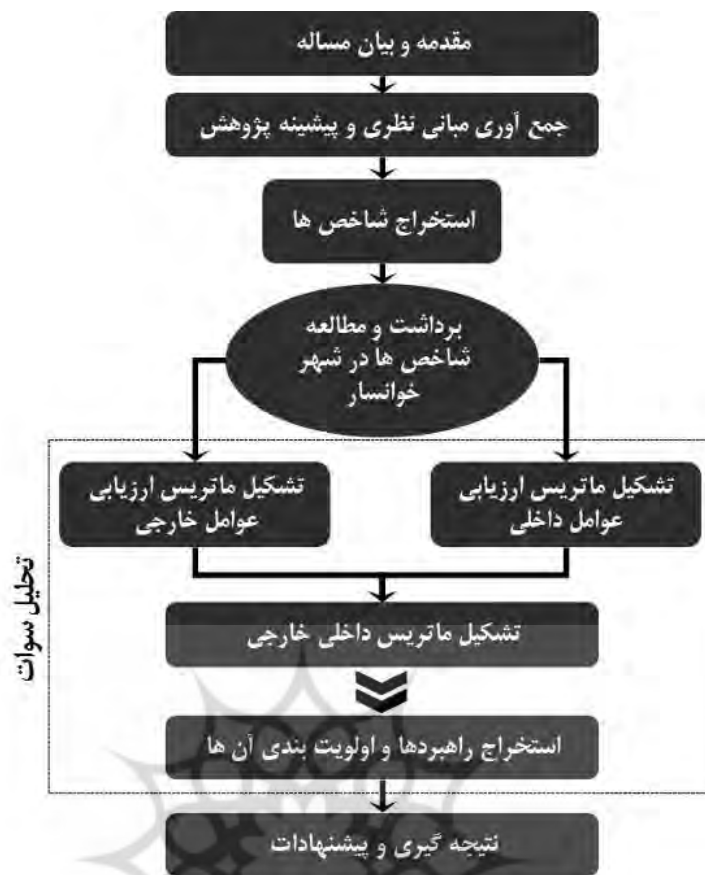 مقدمه و بیان مساله
جمع آوری مبانی نظری و پیشینه پژوهش
استخراج شاخص ها
برداشت و مطالعه
شاخص ها در شهر
خوانسار
تشکیل ماتریس ارزیابی
عوامل داخلی
تشکیل ماتریس ارزیابی
عوامل خارجی
تشکیل ماتریس داخلی خارجی
استخراج راهبردها و اولویت بندی آن ها
تحلیل سوات
نتیجه گیری و پیشنهادات